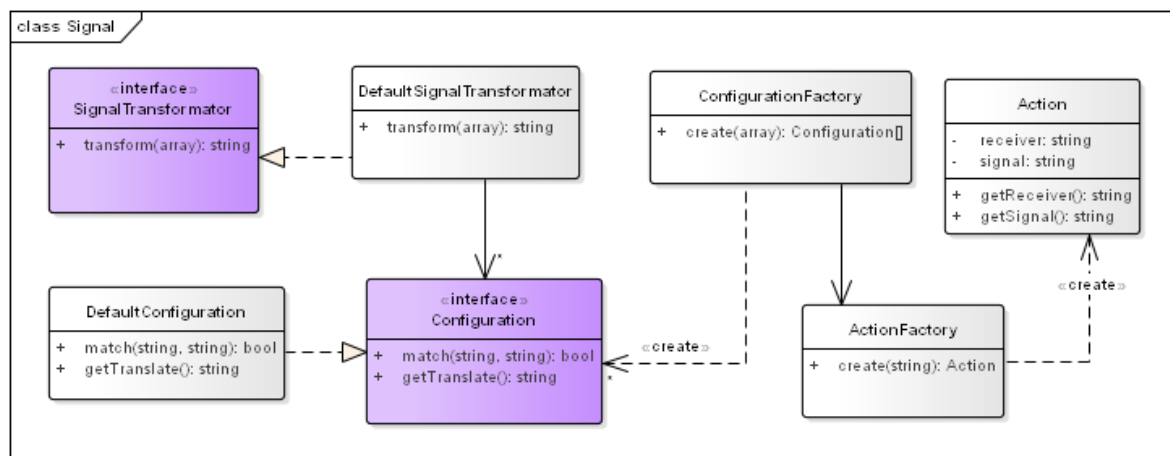 class Signal
«interface»
SignalTransformator
+ transform(array): string
DefaultSignalTransformator
+ transform(array): string
ConfigurationFactory
+ create(array): Configuration[]
Action
- receiver: string
- signal: string
+ getReceiver(): string
+ getSignal(): string
*
DefaultConfiguration
+ match(string, string): bool
+ getTranslate(): string
«interface»
Configuration
+ match(string, string): bool
+ getTranslate(): string
«create»
*
ActionFactory
+ create(string): Action
«create»